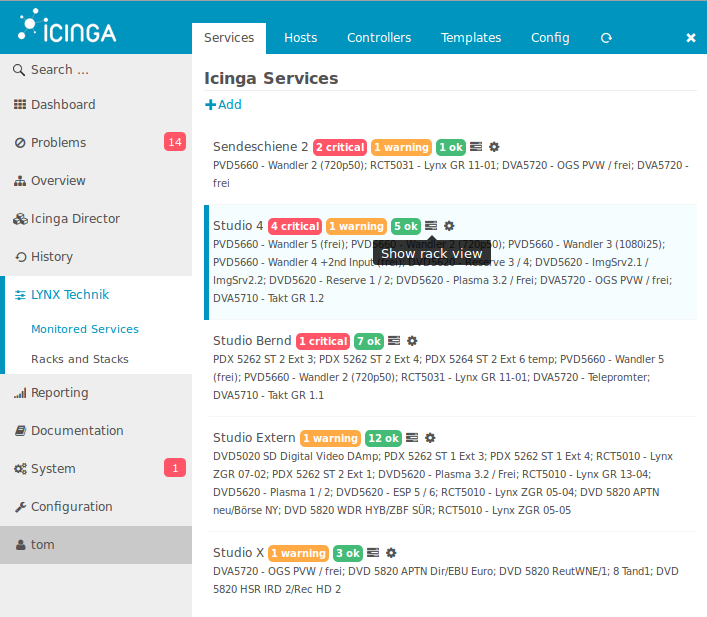 ICINGA
Services
Hosts
Controllers
Templates
Config
Search ...
Dashboard
Problems
14
Overview
Icinga Director
History
LYNX Technik
Monitored Services
Racks and Stacks
Reporting
Documentation
System
1
Configuration
tom
Icinga Services
Add
Sendeschiene 2 2 critical 1 warning 1 ok
PVD5660 - Wandler 2 (720p50); RCT5031 - Lynx GR 11-01; DVA5720 - OGS PVW / frei; DVA5720 -
frei
Studio 4 4 critical 1 warning 5 ok
PVD5660 - Wandler 5 (frei); PVD5660 - Wandler 2 (720p50); PVD5660 - Wandler 3 (1080i25);
Show rack view
PVD5660 - Wandler 4 +2nd Input (frei); DVD5620 - Reserve 3 / 4; DVD5620 - ImgSrv2.1 /
ImgSrv2.2; DVD5620 - Reserve 1 / 2; DVD5620 - Plasma 3.2 / Frei; DVA5720 - OGS PVW / frei;
DVA5710 - Takt GR 1.2
Studio Bernd 1 critical 7 ok
PDX 5262 ST 2 Ext 3; PDX 5262 ST 2 Ext 4; PDX 5264 ST 2 Ext 6 temp; PVD5660 - Wandler 5
(frei); PVD5660 - Wandler 2 (720p50); RCT5031 - Lynx GR 11-01; DVA5720 - Telepromter;
DVA5710 - Takt GR 1.1
Studio Extern 1 warning 12 ok
DVD5020 SD Digital Video DAmp; PDX 5262 ST 1 Ext 3; PDX 5262 ST 1 Ext 4; RCT5010 - Lynx
ZGR 07-02; PDX 5262 ST 2 Ext 1; DVD5620 - Plasma 3.2 / Frei; RCT5010 - Lynx GR 13-04;
DVD5620 - Plasma 1 / 2; DVD5620 - ESP 5 / 6; RCT5010 - Lynx ZGR 05-04; DVD 5820 APTN
neu/Börse NY; DVD 5820 WDR HYB/ZBF SÜR; RCT5010 - Lynx ZGR 05-05
Studio X 1 warning 3 ok
DVA5720 - OGS PVW / frei; DVD 5820 APTN Dir/EBU Euro; DVD 5820 ReutWNE/1; 8 Tand1; DVD
5820 HSR IRD 2/Rec HD 2